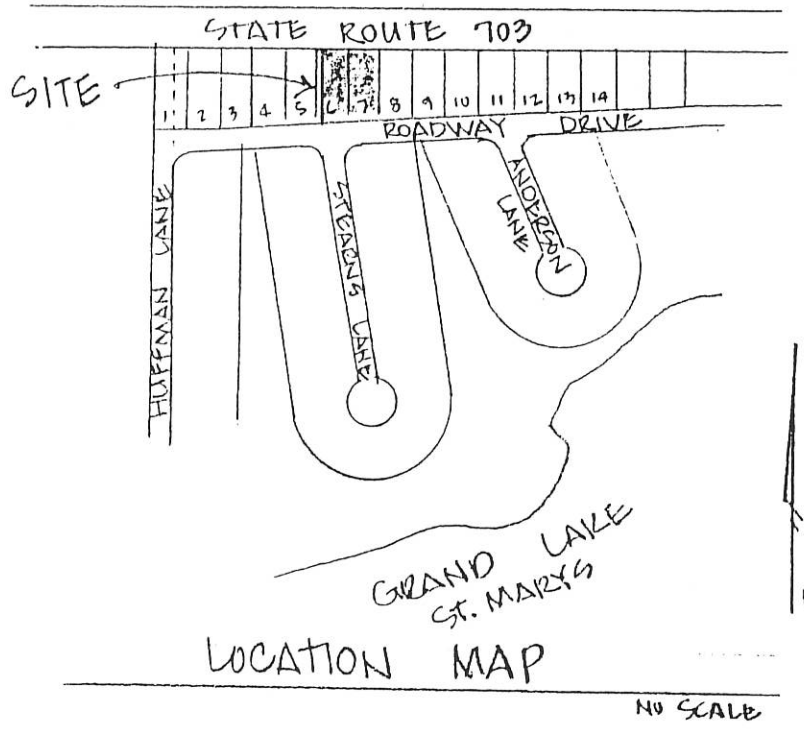 STATE ROUTE 703
SITE
1 2 3 4 5 6 7 8 9 10 11 12 13 14
ROADWAY DRIVE
HUFFMAN LANE
STEARNS LANE
ANDERSON LANE
GRAND LAKE
ST. MARYS
LOCATION MAP
NO SCALE